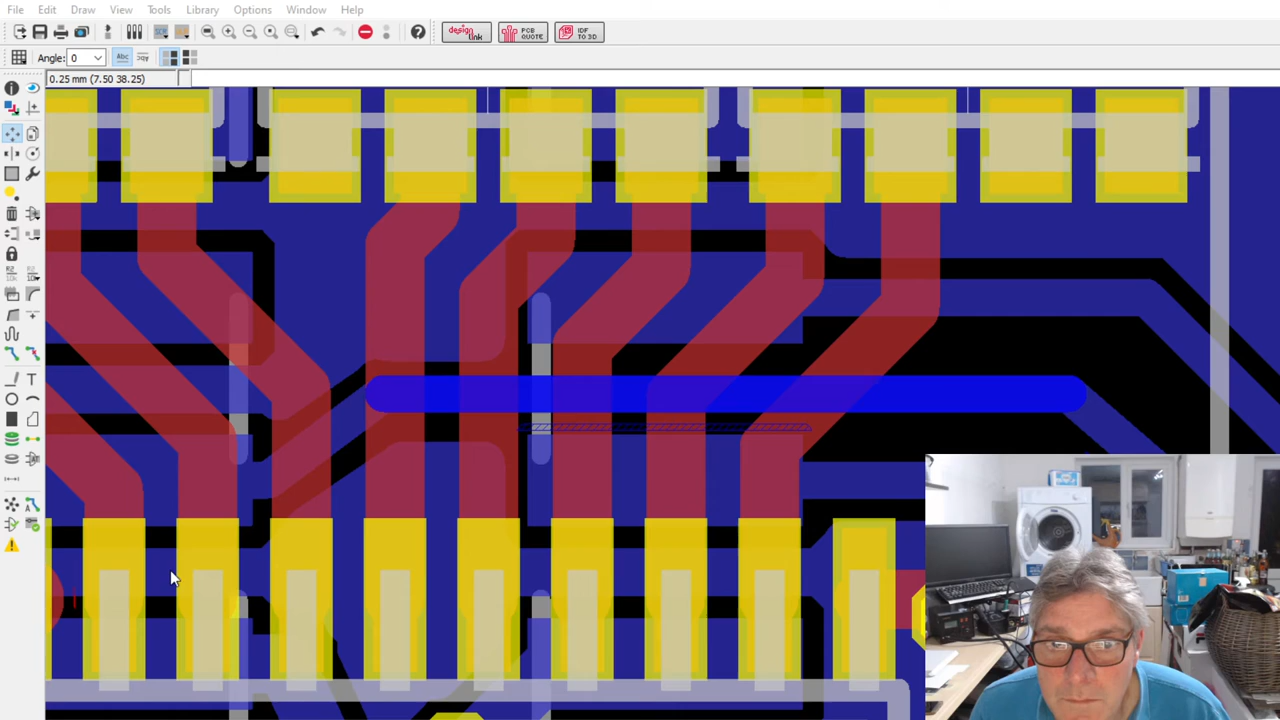 File Edit Draw View Tools Library Options Window Help
design link PCB QUOTE IDF TO 3D
Angle: 0 Abc
0.25 mm (7.50 38.25)